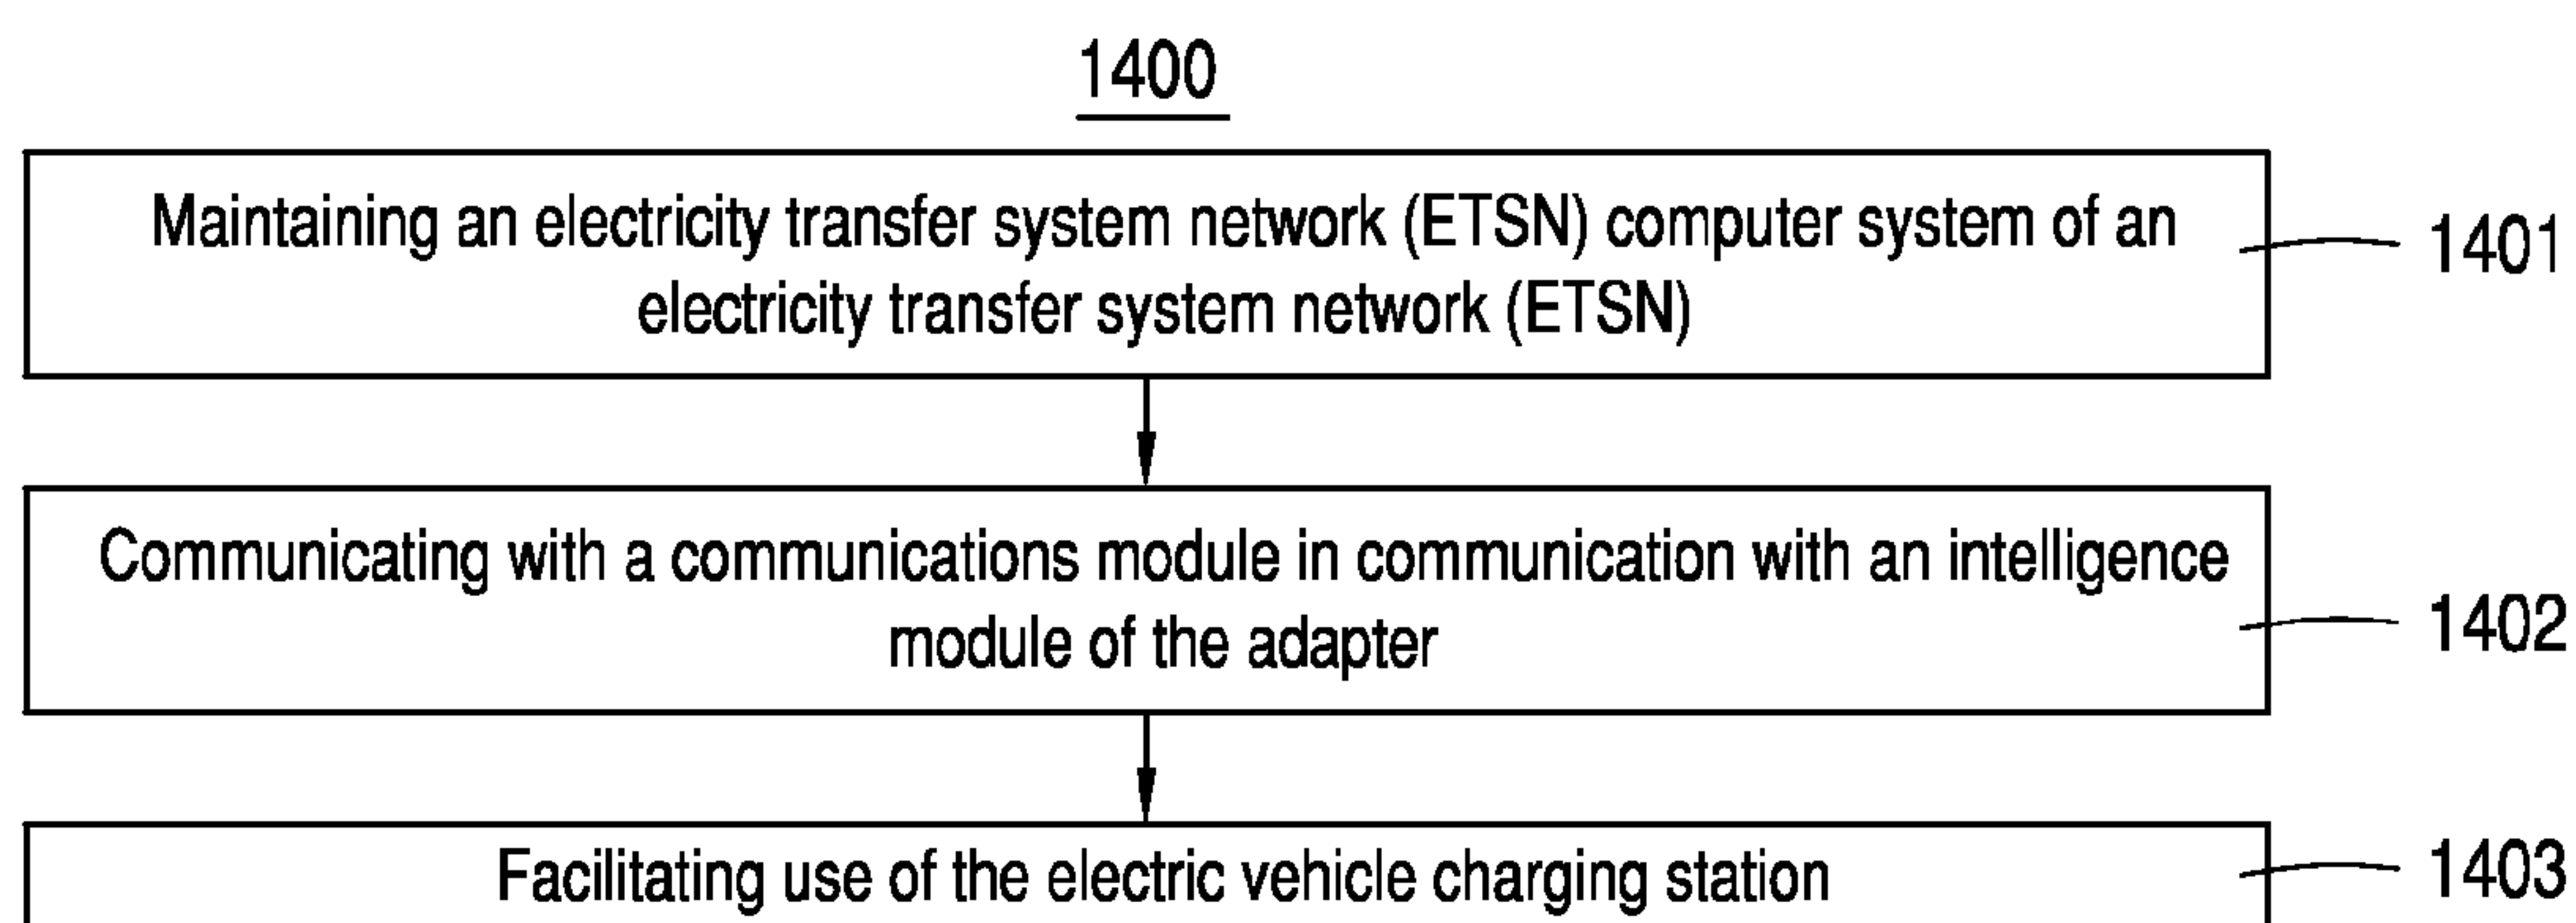 1400
Maintaining an electricity transfer system network (ETSN) computer system of an
electricity transfer system network (ETSN)
1401
Communicating with a communications module in communication with an intelligence
module of the adapter
1402
Facilitating use of the electric vehicle charging station
1403